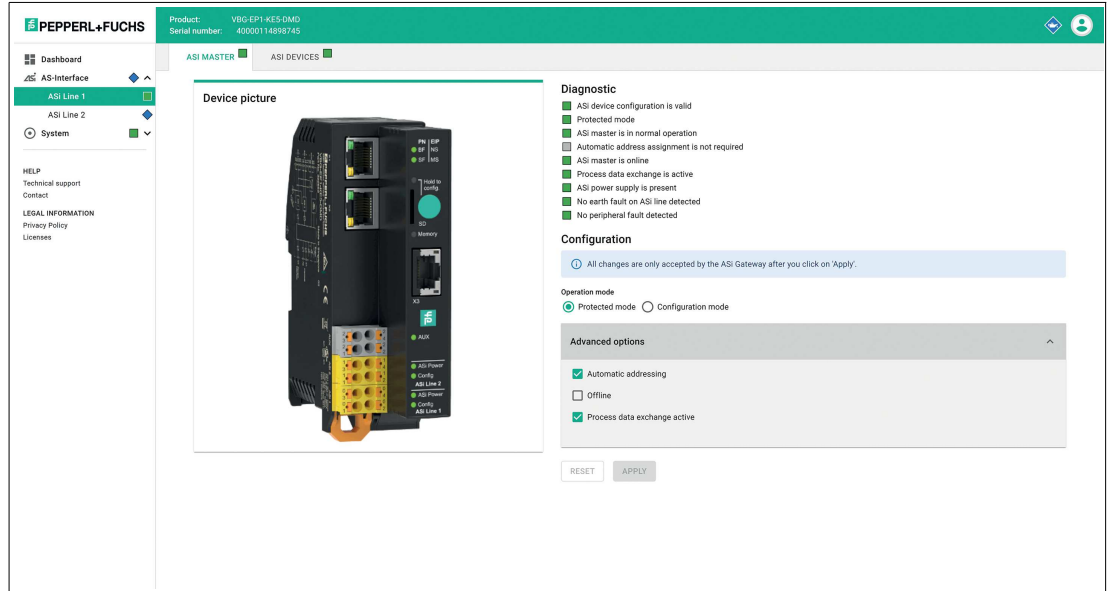 PEPPERL+FUCHS
Product: VBG-EP1-KE5-DMD
Serial number: 40000114898745
Dashboard
AS-Interface
ASi Line 1
ASi Line 2
System
HELP
Technical support
Contact
LEGAL INFORMATION
Privacy Policy
Licenses
ASI MASTER
ASI DEVICES
Device picture
PEPPERL+FUCHS
FN EIP
EF NS
SF MS
Hold to
config.
SD
Memory
X3
AUX
ASi Power
Config
ASi Line 2
ASi Power
Config
ASi Line 1
Diagnostic
ASi device configuration is valid
Protected mode
ASi master is in normal operation
Automatic address assignment is not required
ASi master is online
Process data exchange is active
ASi power supply is present
No earth fault on ASi line detected
No peripheral fault detected
Configuration
All changes are only accepted by the ASi Gateway after you click on 'Apply'.
Operation mode
Protected mode Configuration mode
Advanced options
Automatic addressing
Offline
Process data exchange active
RESET APPLY